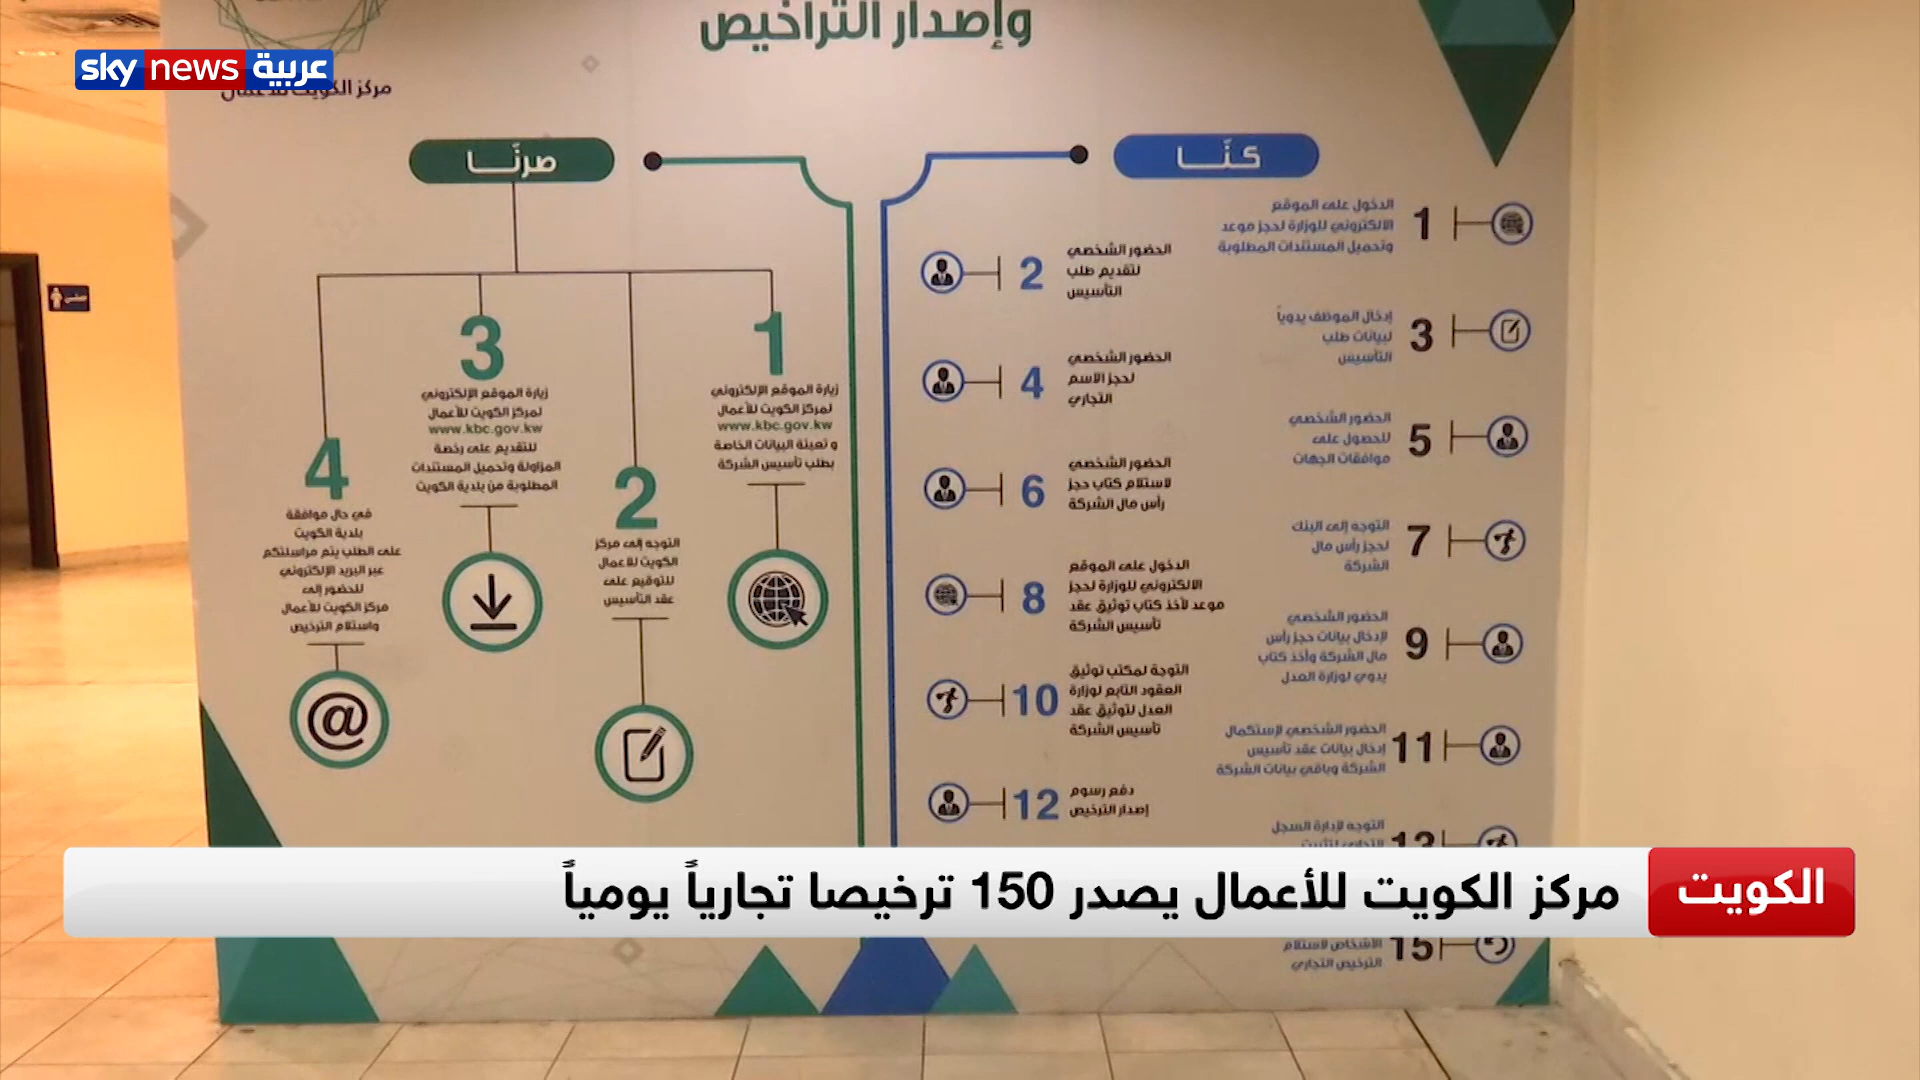 وإصدار التراخيص
sky news عربية
مركز الكويت للأعمال
كنّا
1
الدخول على الموقع
الالكتروني للوزارة لحجز موعد
وتحميل المستندات المطلوبة
2
الحضور الشخصي
لتقديم طلب
التأسيس
3
إدخال الموظف يدوياً
لبيانات طلب
التأسيس
4
الحضور الشخصي
لحجز الاسم
التجاري
5
الحضور الشخصي
للحصول على
موافقات الجهات
6
الحضور الشخصي
لاستلام كتاب حجز
رأس مال الشركة
7
التوجه إلى البنك
لحجز رأس مال
الشركة
8
الدخول على الموقع
الالكتروني للوزارة لحجز
موعد لأخذ كتاب توثيق عقد
تأسيس الشركة
9
الحضور الشخصي
لإدخال بيانات حجز رأس
مال الشركة وأخذ كتاب
يدوي لوزارة العدل
10
التوجة لمكتب توثيق
العقود التابع لوزارة
العدل لتوثيق عقد
تأسيس الشركة
11
الحضور الشخصي لإستكمال
إدخال بيانات عقد تأسيس
الشركة وباقي بيانات الشركة
12
دفع رسوم
إصدار الترخيص
13
التوجه لإدارة السجل
15
الأشخاص لاستلام
الترخيص التجاري
صرنّا
1
زيارة الموقع الإلكتروني
لمركز الكويت للأعمال
www.kbc.gov.kw
و تعبئة البيانات الخاصة
بطلب تأسيس الشركة
2
التوجه إلى مركز
الكويت للأعمال
للتوقيع على
عقد التأسيس
3
زيارة الموقع الإلكتروني
لمركز الكويت للأعمال
www.kbc.gov.kw
للتقديم على رخصة
المزاولة وتحميل المستندات
المطلوبة من بلدية الكويت
4
في حال موافقة
بلدية الكويت
على الطلب يتم مراسلتكم
عبر البريد الإلكتروني
للحضور إلى
مركز الكويت للأعمال
واستلام الترخيص
@
الكويت
مركز الكويت للأعمال يصدر 150 ترخيصا تجارياً يومياً